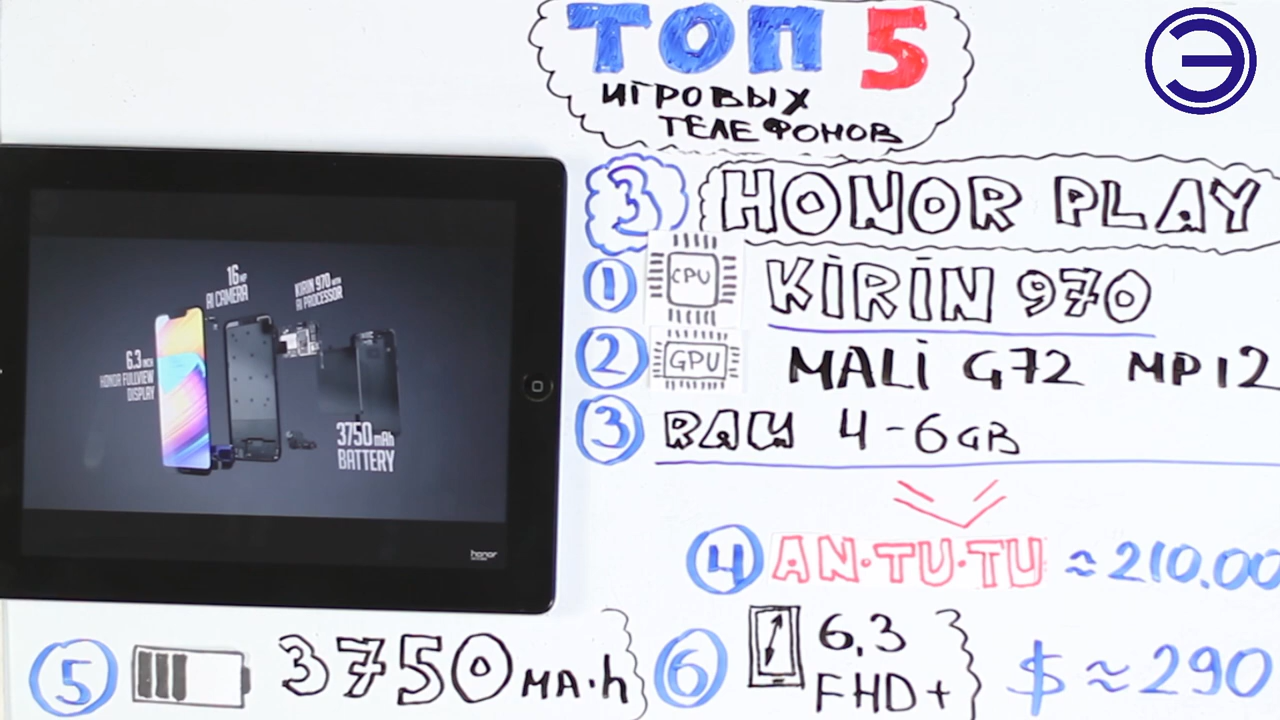 ТОП 5
ИГРОВЫХ
ТЕЛЕФОНОВ
Э
3 HONOR PLAY
1 CPU KIRIN 970
2 GPU MALI G72 MP12
3 RAM 4-6GB
4 AN·TU·TU ≈210.00
5 3750 MA·h
6 6,3
FHD+
$ ≈290
16 MP
AI CAMERA
KIRIN 970 WITH
AI PROCESSOR
6.3 INCH
HONOR FULLVIEW
DISPLAY
3750 mAh
BATTERY
honor